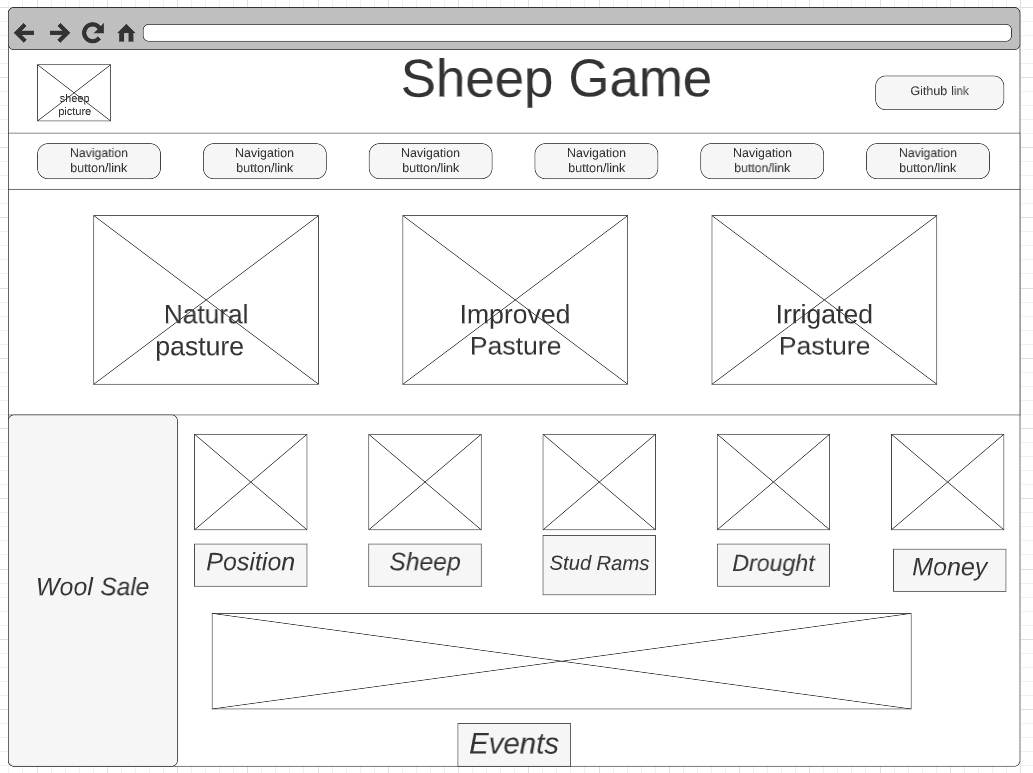 Sheep Game
sheep
picture
Github link
Navigation
button/link
Navigation
button/link
Navigation
button/link
Navigation
button/link
Navigation
button/link
Navigation
button/link
Natural
pasture
Improved
Pasture
Irrigated
Pasture
Wool Sale
Position
Sheep
Stud Rams
Drought
Money
Events